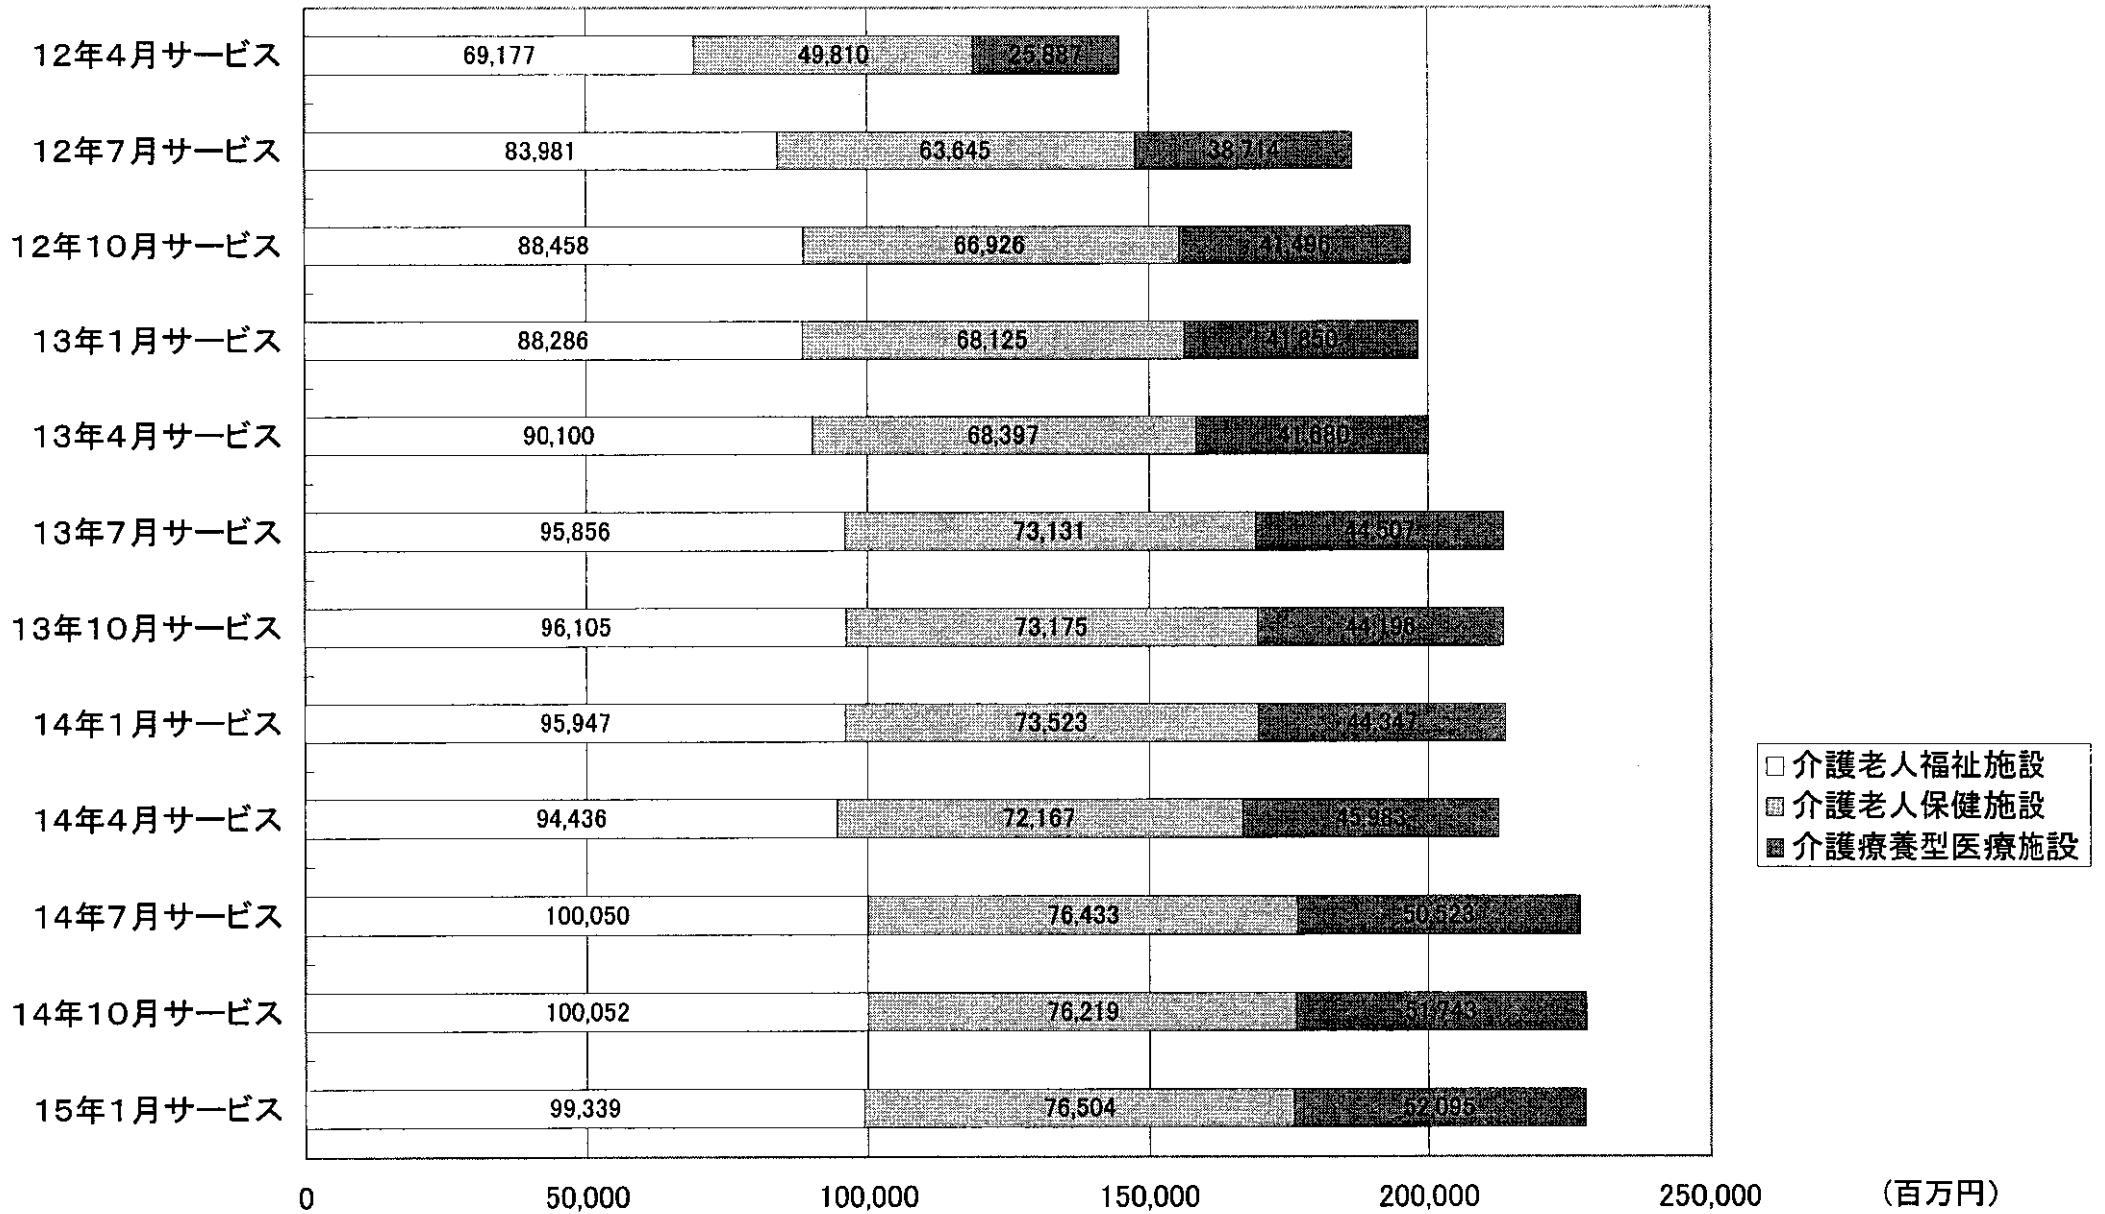 12年4月サービス 69,177 49,810 25,887
12年7月サービス 83,981 63,645 38,714
12年10月サービス 88,458 66,926 41,496
13年1月サービス 88,286 68,125 41,850
13年4月サービス 90,100 68,397 41,680
13年7月サービス 95,856 73,131 44,507
13年10月サービス 96,105 73,175 44,196
14年1月サービス 95,947 73,523 44,347
14年4月サービス 94,436 72,167 45,983
14年7月サービス 100,050 76,433 50,523
14年10月サービス 100,052 76,219 51,743
15年1月サービス 99,339 76,504 52,095
0 50,000 100,000 150,000 200,000 250,000 （百万円）
介護老人福祉施設
介護老人保健施設
介護療養型医療施設